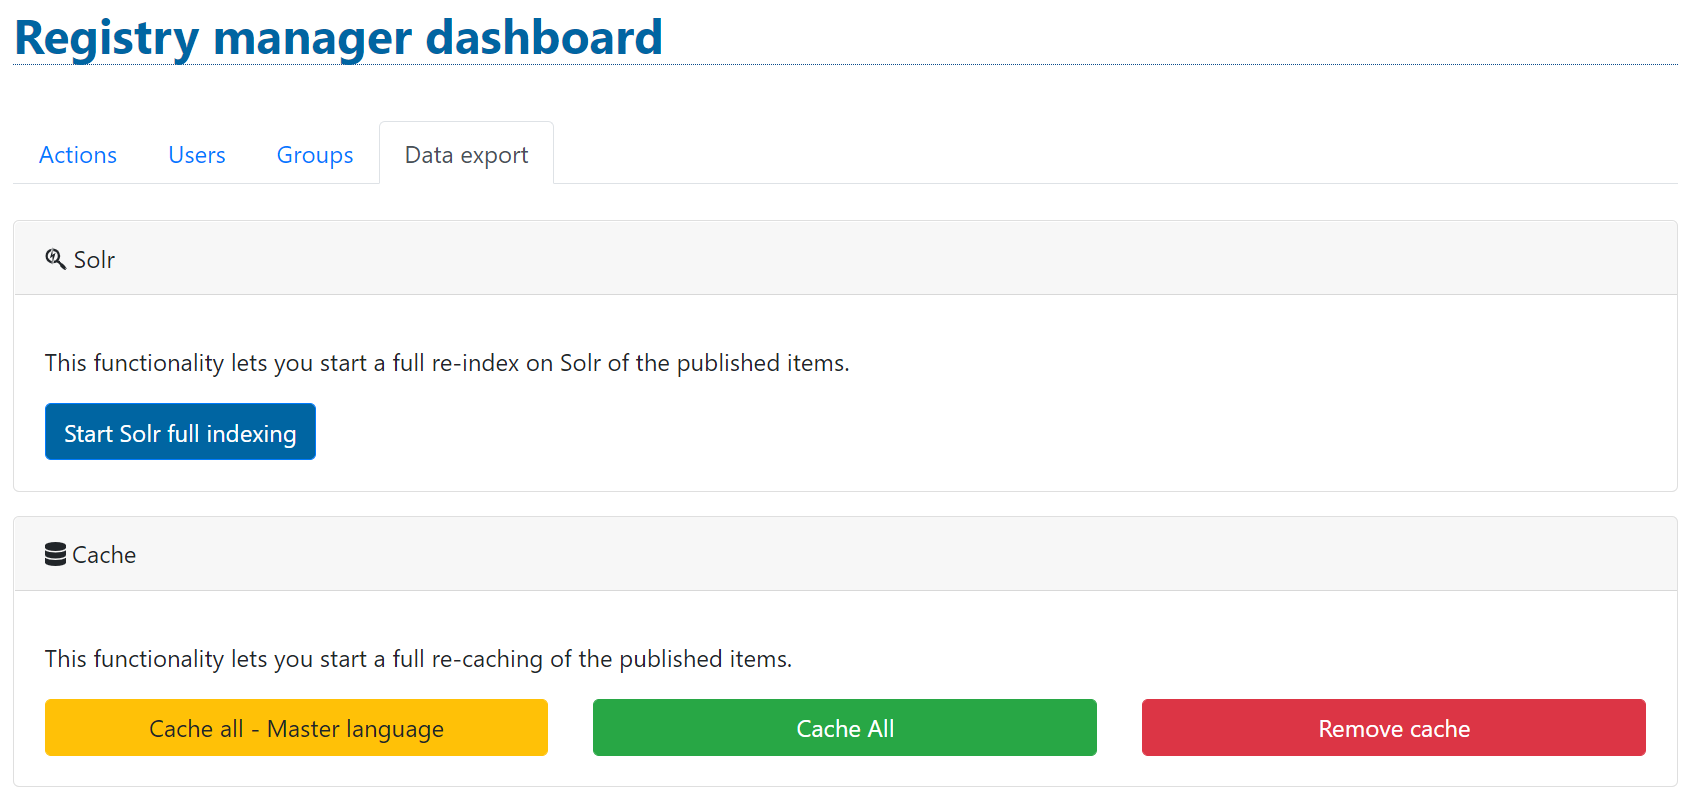 Registry manager dashboard
Actions Users Groups Data export
Solr
This functionality lets you start a full re-index on Solr of the published items.
Start Solr full indexing
Cache
This functionality lets you start a full re-caching of the published items.
Cache all - Master language Cache All Remove cache